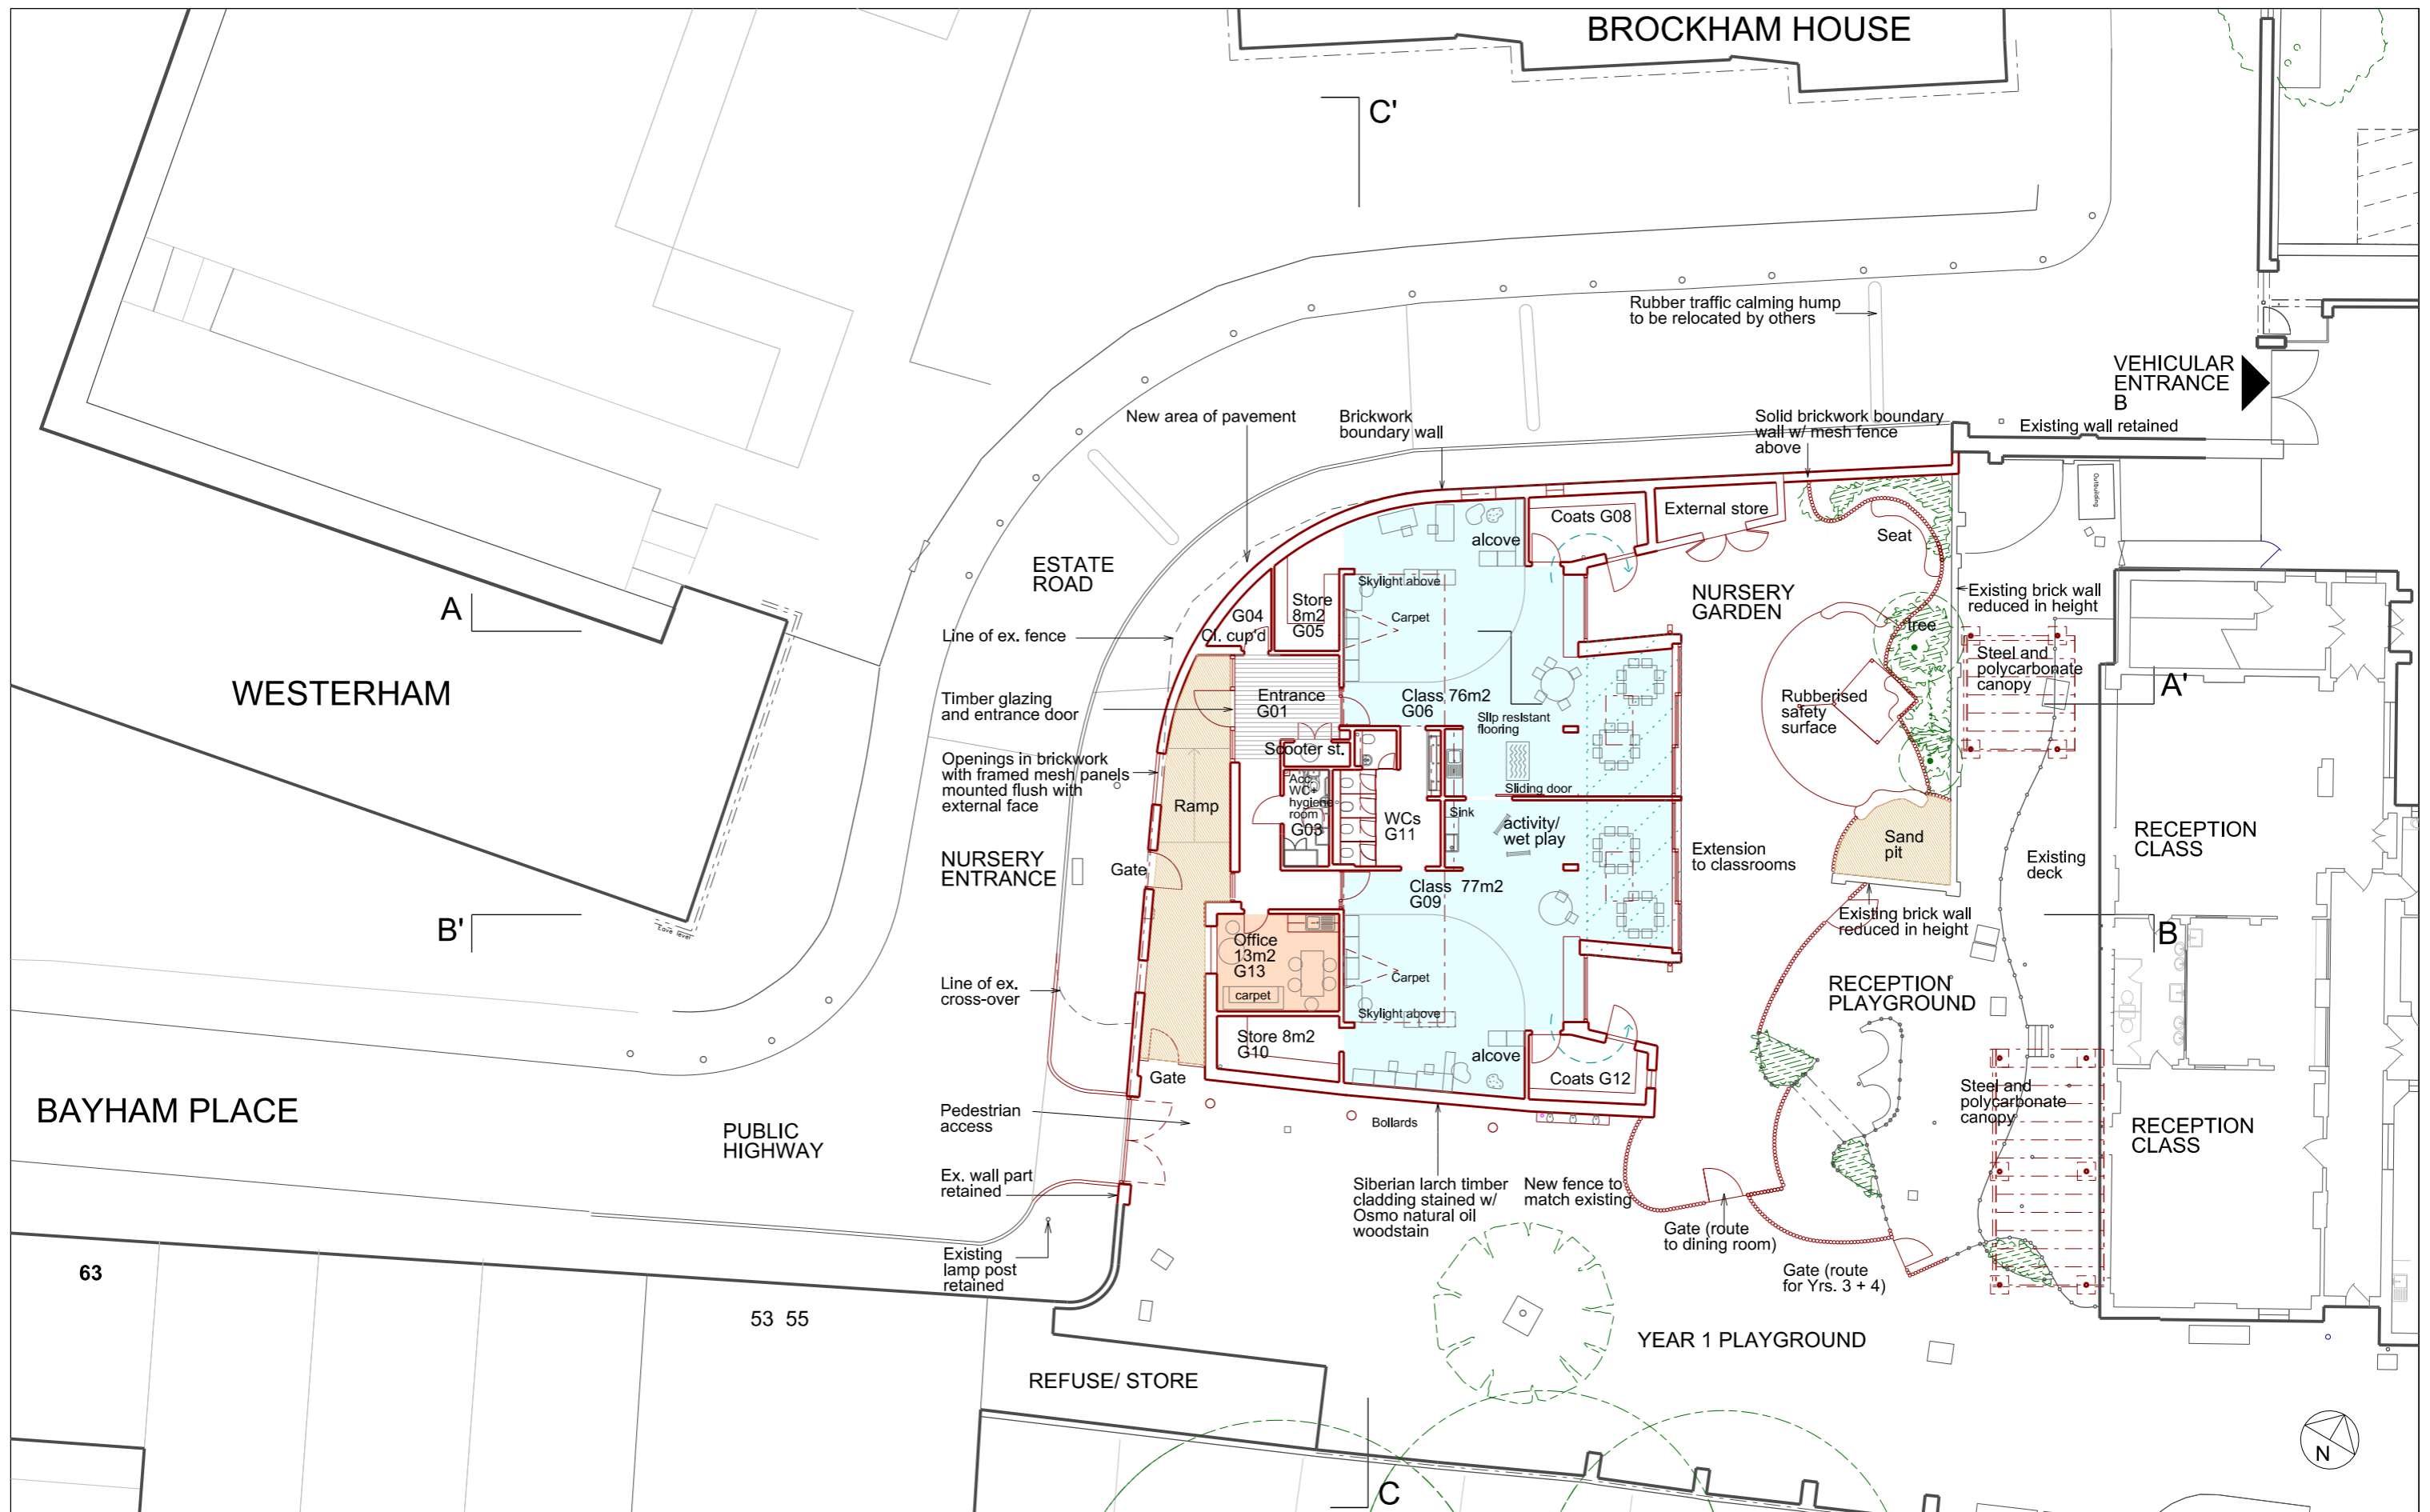 BROCKHAM HOUSE
C'
Rubber traffic calming hump
to be relocated by others
VEHICULAR
ENTRANCE
B
New area of pavement
Brickwork
boundary wall
Solid brickwork boundary
wall w/ mesh fence
above
Existing wall retained
Outbuilding
Coats G08
External store
alcove
Seat
ESTATE
ROAD
A
Skylight above
Store
8m2
G05
G04
Cl. cup'd
Carpet
NURSERY
GARDEN
Existing brick wall
reduced in height
tree
Line of ex. fence
Steel and
polycarbonate
canopy
A'
WESTERHAM
Timber glazing
and entrance door
Entrance
G01
Class 76m2
G06
Slip resistant
flooring
Rubberised
safety
surface
Scooter st.
Openings in brickwork
with framed mesh panels
mounted flush with
external face
Acc.
WC+
hygiene
room
G03
Sliding door
Ramp
WCs
G11
Sink
activity/
wet play
Sand
pit
RECEPTION
CLASS
NURSERY
ENTRANCE
Gate
Extension
to classrooms
Existing
deck
Class 77m2
G09
Existing brick wall
reduced in height
B'
Eave level
B
Office
13m2
G13
carpet
Carpet
Line of ex.
cross-over
RECEPTION
PLAYGROUND
Skylight above
Store 8m2
G10
alcove
Gate
Coats G12
Steel and
polycarbonate
canopy
BAYHAM PLACE
Pedestrian
access
Bollards
PUBLIC
HIGHWAY
RECEPTION
CLASS
Ex. wall part
retained
Siberian larch timber
cladding stained w/
Osmo natural oil
woodstain
New fence to
match existing
Gate (route
to dining room)
Existing
lamp post
retained
63
Gate (route
for Yrs. 3 + 4)
53 55
YEAR 1 PLAYGROUND
REFUSE/ STORE
N
C